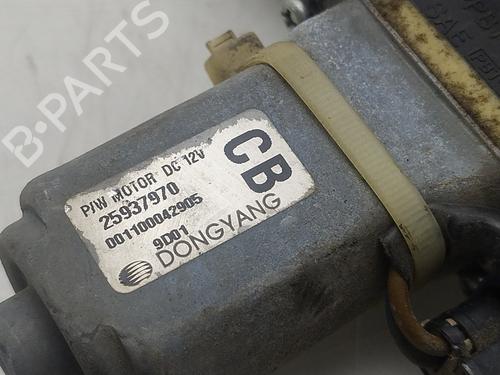 B-PARTS
P/W MOTOR DC 12V
25937970
001100042905
9D01
DONGYANG
CB